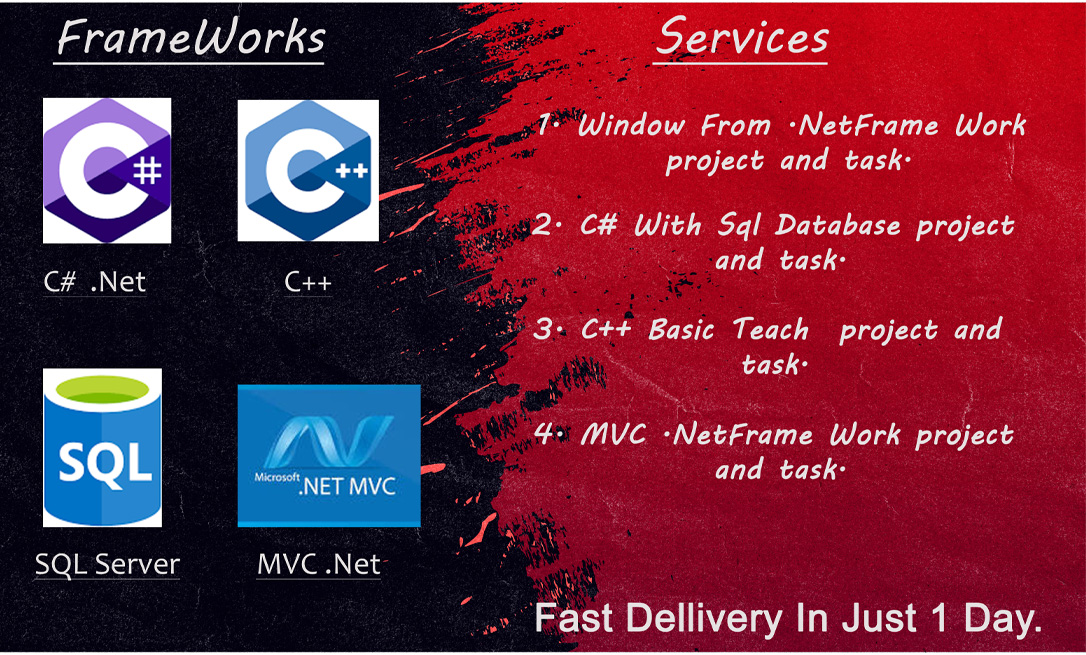 FrameWorks
C#
C++
C# .Net
C++
SQL
Microsoft
.NET MVC
SQL Server
MVC .Net
Services
1. Window From .NetFrame Work
project and task.
2. C# With Sql Database project
and task.
3. C++ Basic Teach project and
task.
4. MVC .NetFrame Work project
and task.
Fast Dellivery In Just 1 Day.